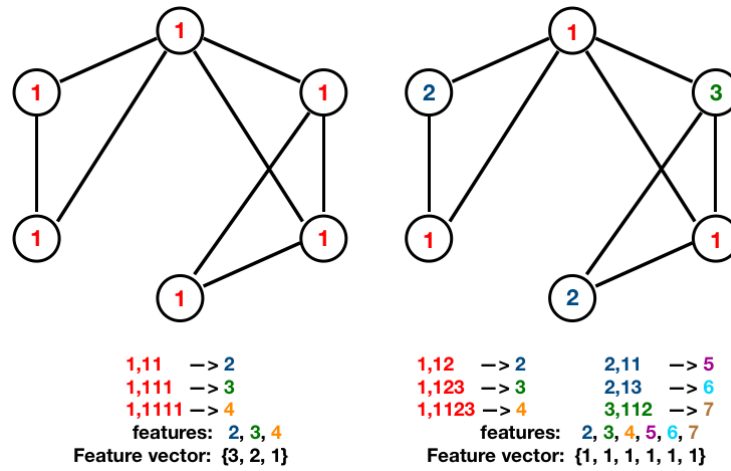 1
1
1
1
1
1
1,11 —> 2
1,111 —> 3
1,1111 —> 4
features: 2, 3, 4
Feature vector: {3, 2, 1}
1
2
3
1
1
2
1,12 —> 2
1,123 —> 3
1,1123 —> 4
2,11 —> 5
2,13 —> 6
3,112 —> 7
features: 2, 3, 4, 5, 6, 7
Feature vector: {1, 1, 1, 1, 1, 1}